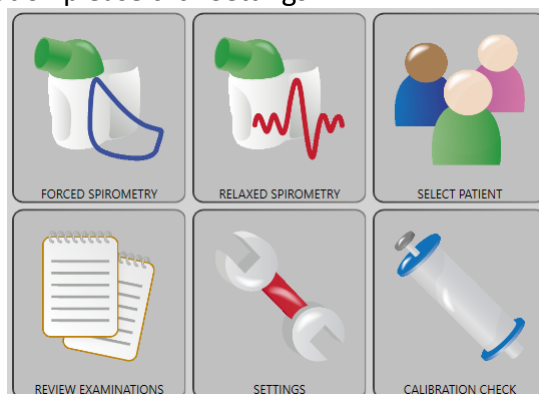 FORCED SPIROMETRY
RELAXED SPIROMETRY
SELECT PATIENT
REVIEW EXAMINATIONS
SETTINGS
CALIBRATION CHECK